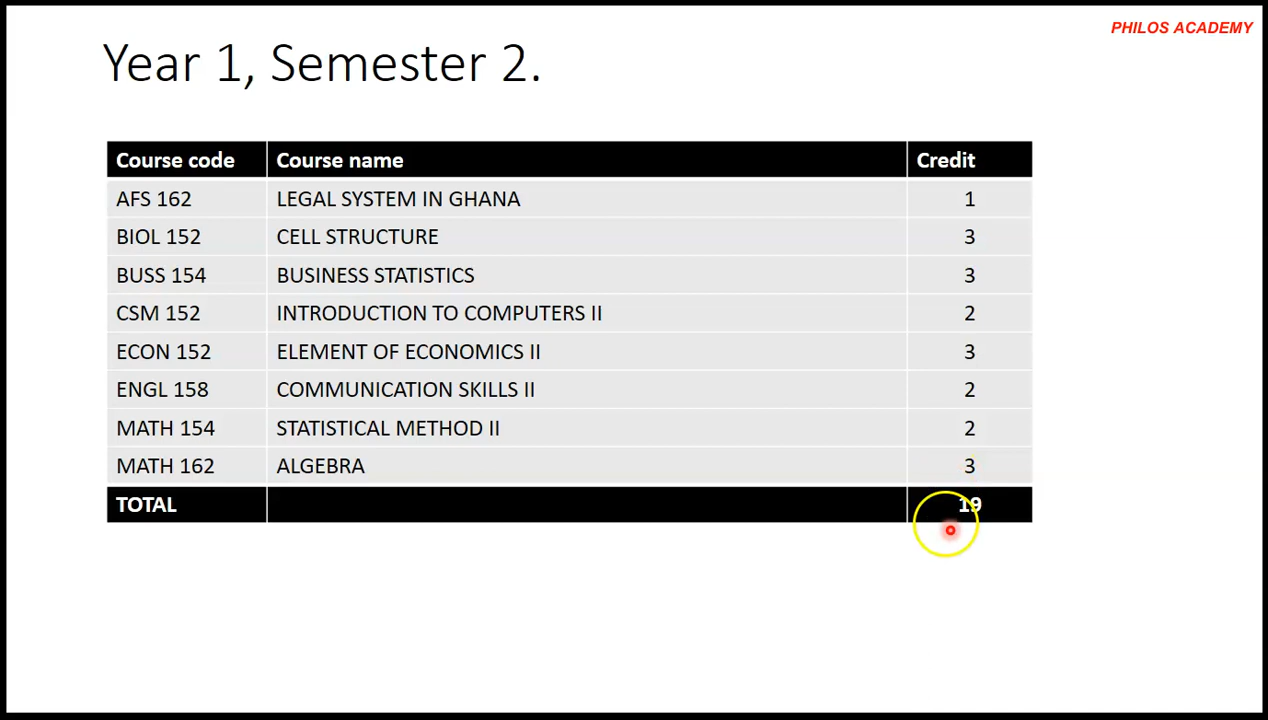 PHILOS ACADEMY
Year 1, Semester 2.
Course code Course name Credit
AFS 162 LEGAL SYSTEM IN GHANA 1
BIOL 152 CELL STRUCTURE 3
BUSS 154 BUSINESS STATISTICS 3
CSM 152 INTRODUCTION TO COMPUTERS II 2
ECON 152 ELEMENT OF ECONOMICS II 3
ENGL 158 COMMUNICATION SKILLS II 2
MATH 154 STATISTICAL METHOD II 2
MATH 162 ALGEBRA 3
TOTAL 19